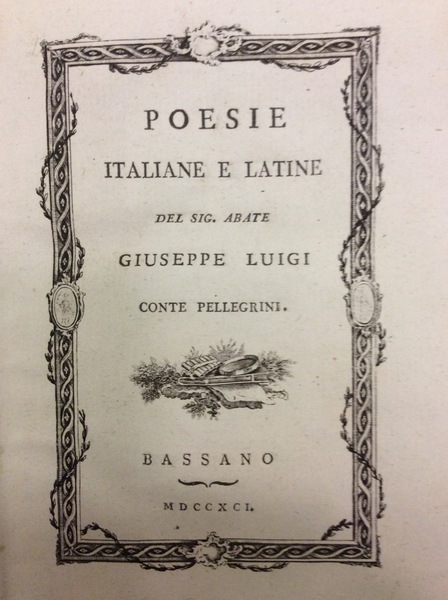 POESIE
ITALIANE E LATINE
DEL SIG. ABATE
GIUSEPPE LUIGI
CONTE PELLEGRINI.
BASSANO
MDCCXCI.